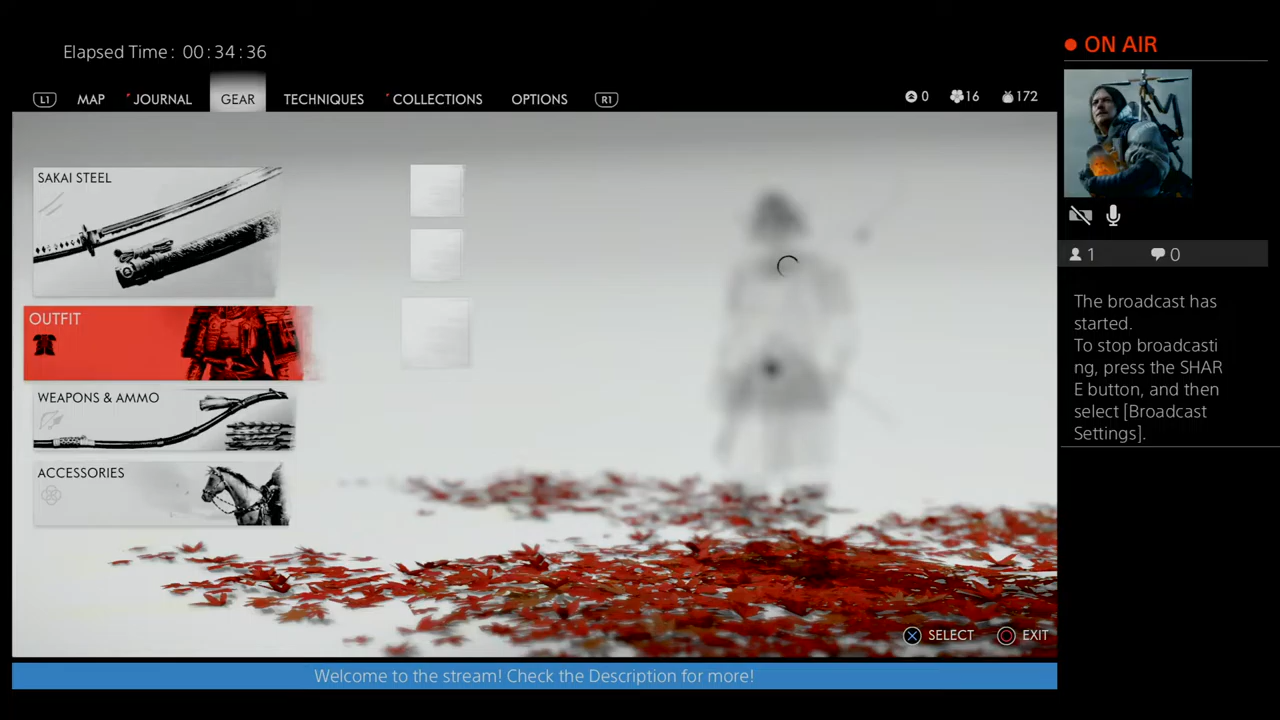 Elapsed Time: 00:34:36
ON AIR
L1 MAP JOURNAL GEAR TECHNIQUES COLLECTIONS OPTIONS R1
0 16 172
SAKAI STEEL
OUTFIT
WEAPONS & AMMO
ACCESSORIES
SELECT EXIT
1 0
The broadcast has
started.
To stop broadcasti
ng, press the SHAR
E button, and then
select [Broadcast
Settings].
Welcome to the stream! Check the Description for more!